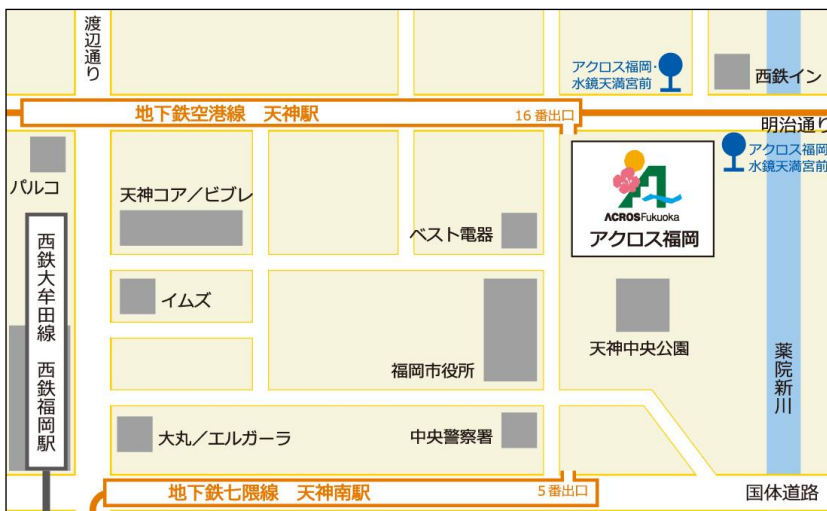 渡辺通り
アクロス福岡・
水鏡天満宮前
西鉄イン
地下鉄空港線 天神駅
16番出口
明治通り
アクロス福岡
水鏡天満宮前
パルコ
天神コア／ビブレ
ベスト電器
ACROSFukuoka
アクロス福岡
西鉄大牟田線 西鉄福岡駅
イムズ
福岡市役所
天神中央公園
薬院新川
大丸／エルガーラ
中央警察署
地下鉄七隈線 天神南駅
5番出口
国体道路